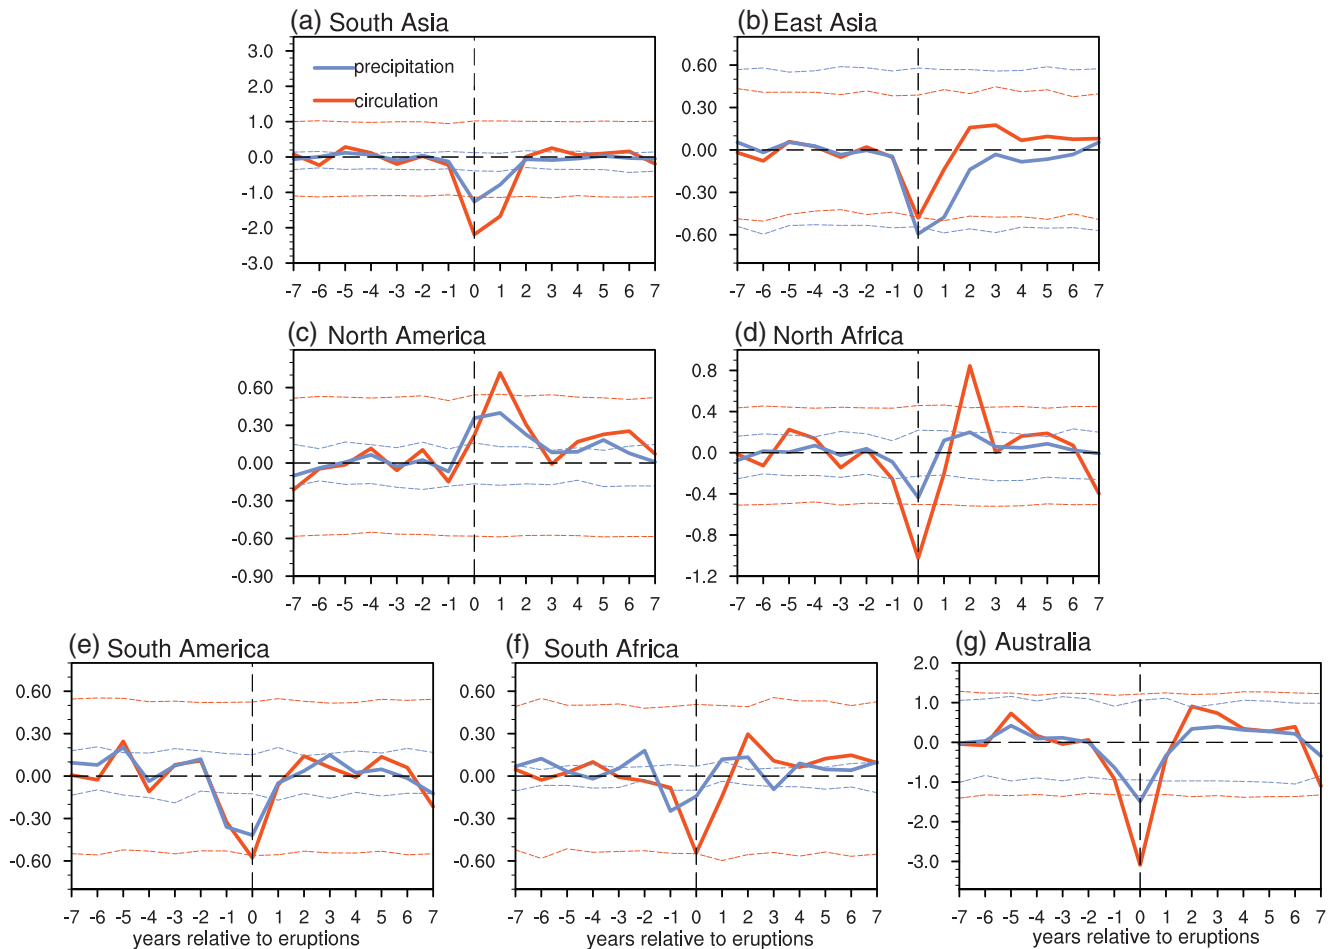 (a) South Asia
3.0
2.0
1.0
0.0
-1.0
-2.0
-3.0
precipitation
circulation
-7 -6 -5 -4 -3 -2 -1 0 1 2 3 4 5 6 7
(b) East Asia
0.60
0.30
0.00
-0.30
-0.60
-7 -6 -5 -4 -3 -2 -1 0 1 2 3 4 5 6 7
(c) North America
0.60
0.30
0.00
-0.30
-0.60
-0.90
-7 -6 -5 -4 -3 -2 -1 0 1 2 3 4 5 6 7
(d) North Africa
0.8
0.4
0.0
-0.4
-0.8
-1.2
-7 -6 -5 -4 -3 -2 -1 0 1 2 3 4 5 6 7
(e) South America
0.60
0.30
0.00
-0.30
-0.60
-7 -6 -5 -4 -3 -2 -1 0 1 2 3 4 5 6 7
years relative to eruptions
(f) South Africa
0.60
0.30
0.00
-0.30
-0.60
-7 -6 -5 -4 -3 -2 -1 0 1 2 3 4 5 6 7
years relative to eruptions
(g) Australia
2.0
1.0
0.0
-1.0
-2.0
-3.0
-7 -6 -5 -4 -3 -2 -1 0 1 2 3 4 5 6 7
years relative to eruptions